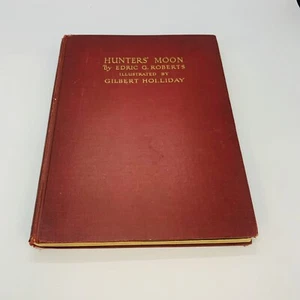 HUNTERS' MOON
By EDRIC G. ROBERTS
ILLUSTRATED BY
GILBERT HOLLIDAY